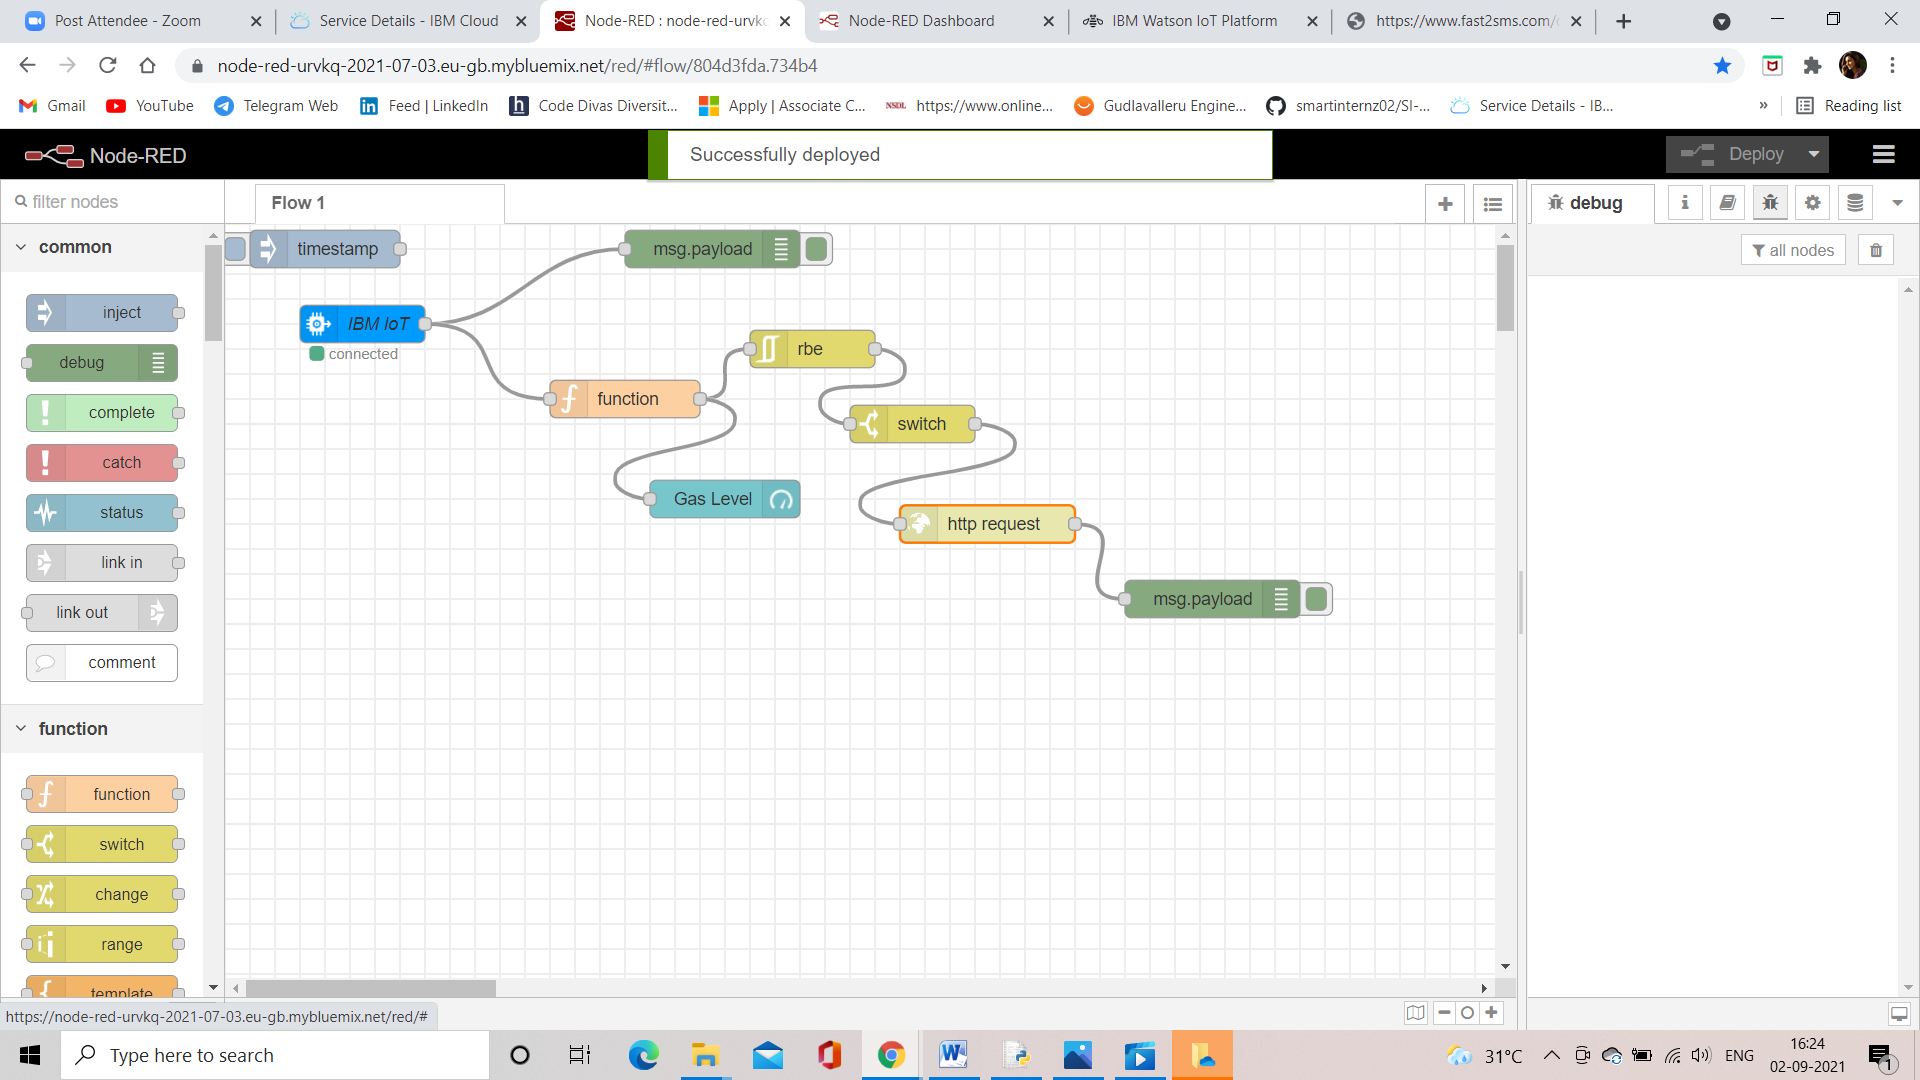 Post Attendee - Zoom
Service Details - IBM Cloud
Node-RED : node-red-urvkq
Node-RED Dashboard
IBM Watson IoT Platform
https://www.fast2sms.com/
node-red-urvkq-2021-07-03.eu-gb.mybluemix.net/red/#flow/804d3fda.734b4
Gmail
YouTube
Telegram Web
Feed | LinkedIn
Code Divas Diversit...
Apply | Associate C...
NSDL
https://www.online...
Gudlavalleru Engine...
smartinternz02/SI-...
Service Details - IB...
»
Reading list
Node-RED
Successfully deployed
Deploy
filter nodes
Flow 1
debug
all nodes
common
inject
debug
complete
catch
status
link in
link out
comment
function
function
switch
change
range
template
timestamp
msg.payload
IBM IoT
connected
rbe
function
switch
Gas Level
http request
msg.payload
https://node-red-urvkq-2021-07-03.eu-gb.mybluemix.net/red/#
Type here to search
31°C
ENG
16:24
02-09-2021
1